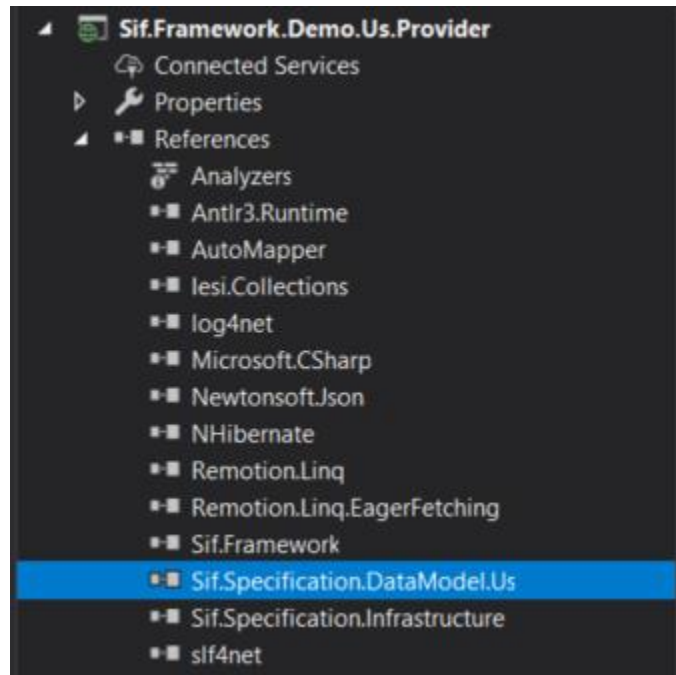 Sif.Framework.Demo.Us.Provider
Connected Services
Properties
References
Analyzers
Antlr3.Runtime
AutoMapper
Iesi.Collections
log4net
Microsoft.CSharp
Newtonsoft.Json
NHibernate
Remotion.Linq
Remotion.Linq.EagerFetching
Sif.Framework
Sif.Specification.DataModel.Us
Sif.Specification.Infrastructure
slf4net